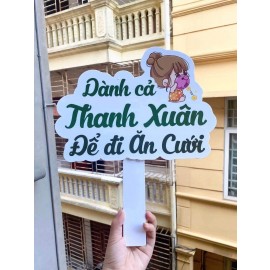 Dành cả
Thanh Xuân
Để đi Ăn Cưới